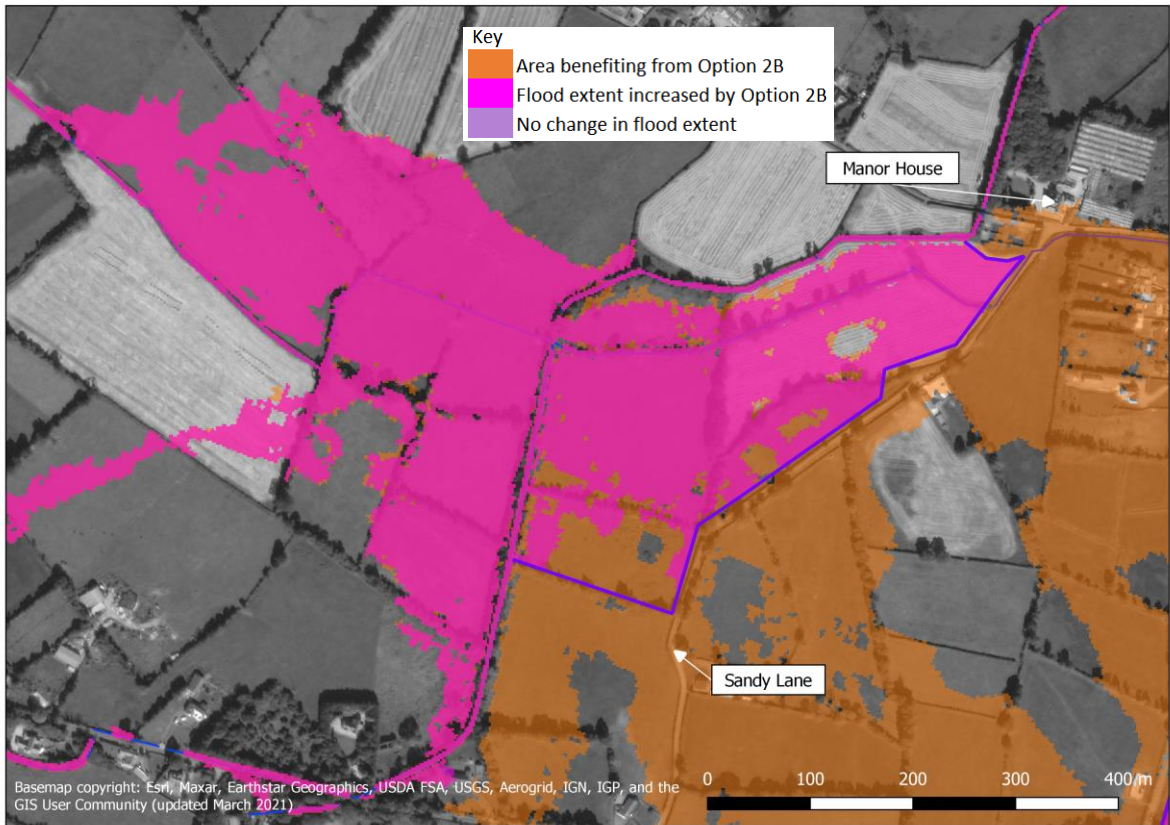 Key
Area benefiting from Option 2B
Flood extent increased by Option 2B
No change in flood extent
Manor House
Sandy Lane
0 100 200 300 400 m
Basemap copyright: Esri, Maxar, Earthstar Geographics, USDA FSA, USGS, Aerogrid, IGN, IGP, and the
GIS User Community (updated March 2021)